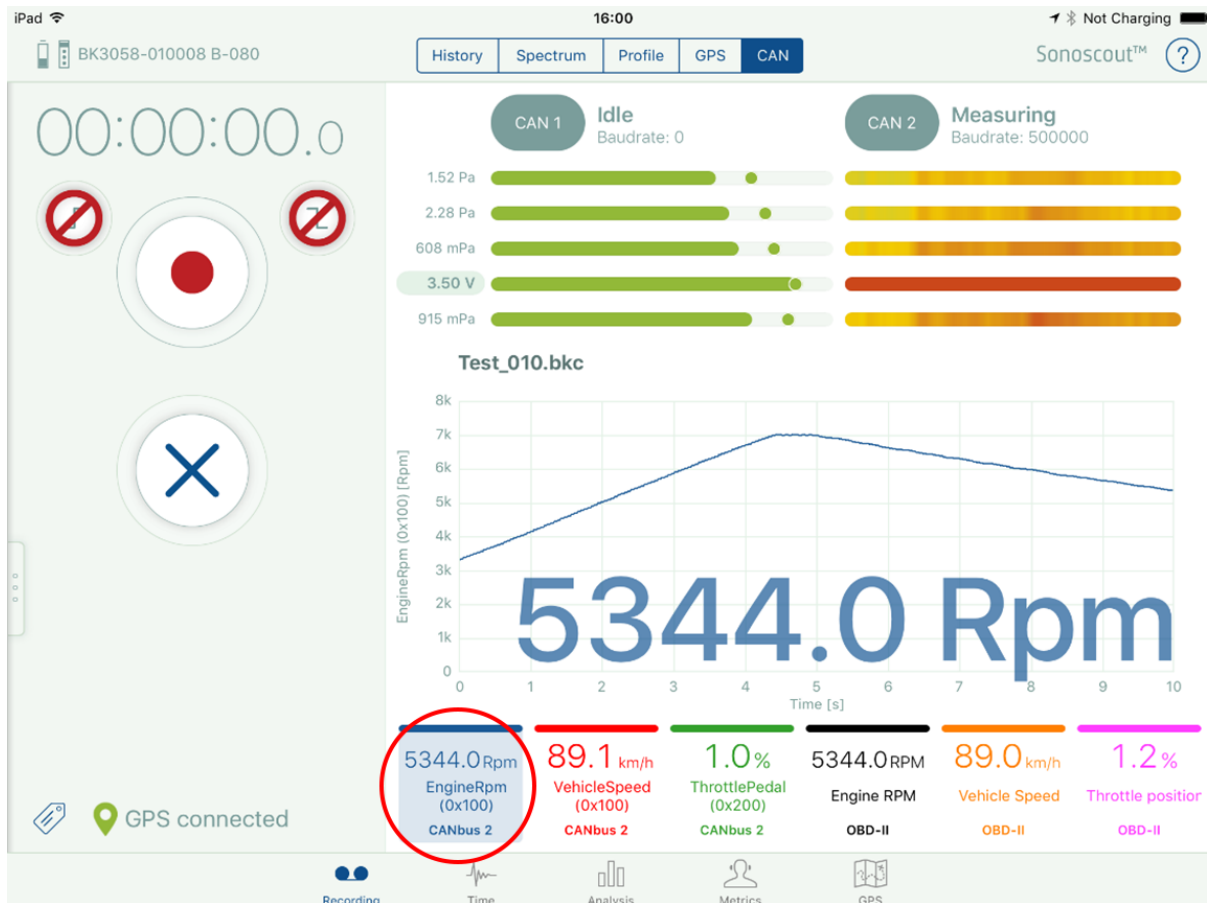 iPad
16:00
Not Charging
BK3058-010008 B-080
History
Spectrum
Profile
GPS
CAN
Sonoscout™
?
00:00:00.0
CAN 1
Idle
Baudrate: 0
CAN 2
Measuring
Baudrate: 500000
1.52 Pa
2.28 Pa
608 mPa
3.50 V
915 mPa
Test_010.bkc
EngineRpm (0x100) [Rpm]
8k
7k
6k
5k
4k
3k
2k
1k
0
5344.0 Rpm
0 1 2 3 4 5 6 7 8 9 10
Time [s]
5344.0 Rpm
EngineRpm
(0x100)
CANbus 2
89.1 km/h
VehicleSpeed
(0x100)
CANbus 2
1.0 %
ThrottlePedal
(0x200)
CANbus 2
5344.0 RPM
Engine RPM
OBD-II
89.0 km/h
Vehicle Speed
OBD-II
1.2 %
Throttle position
OBD-II
GPS connected
Recording
Time
Analysis
Metrics
GPS